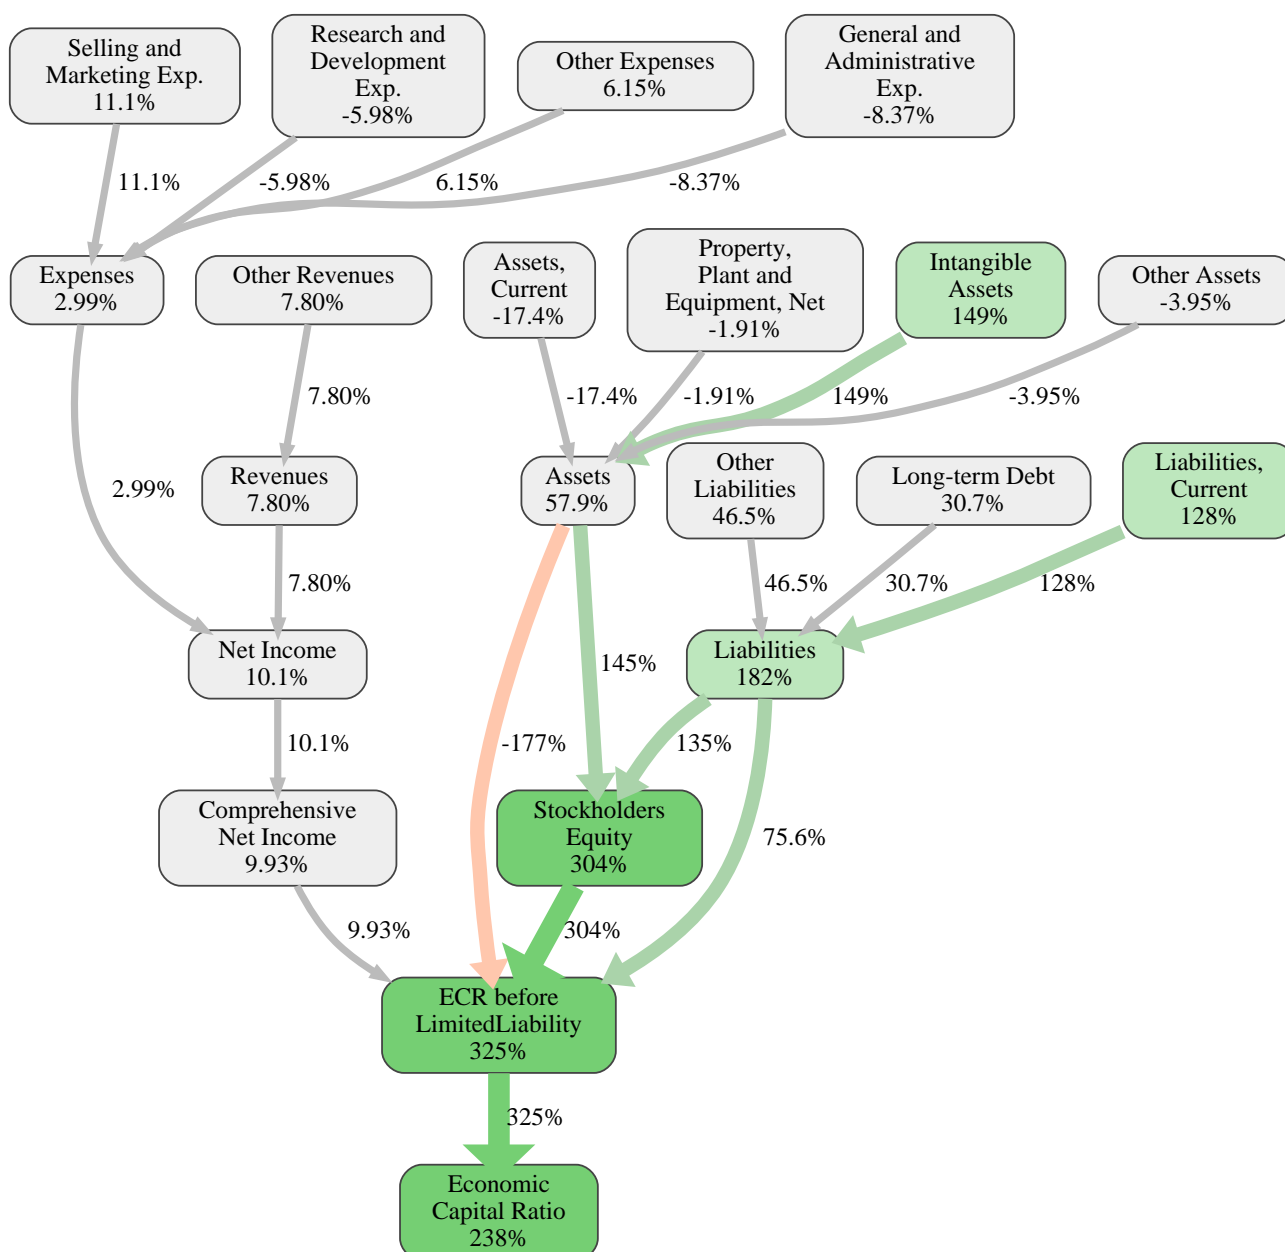 Selling and
Marketing Exp.
11.1%
Research and
Development
Exp.
-5.98%
Other Expenses
6.15%
General and
Administrative
Exp.
-8.37%
11.1%
-5.98%
6.15%
-8.37%
Expenses
2.99%
Other Revenues
7.80%
Assets,
Current
-17.4%
Property,
Plant and
Equipment, Net
-1.91%
Intangible
Assets
149%
Other Assets
-3.95%
7.80%
-17.4%
-1.91%
149%
-3.95%
2.99%
Revenues
7.80%
Assets
57.9%
Other
Liabilities
46.5%
Long-term Debt
30.7%
Liabilities,
Current
128%
7.80%
46.5%
30.7%
128%
Net Income
10.1%
145%
Liabilities
182%
10.1%
-177%
135%
Comprehensive
Net Income
9.93%
Stockholders
Equity
304%
75.6%
9.93%
304%
ECR before
LimitedLiability
325%
325%
Economic
Capital Ratio
238%